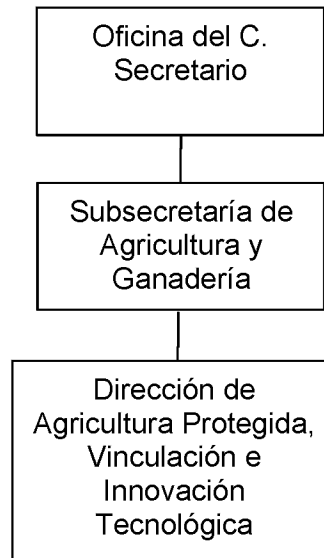 Oficina del C.
Secretario
Subsecretaría de
Agricultura y
Ganadería
Dirección de
Agricultura Protegida,
Vinculación e
Innovación
Tecnológica